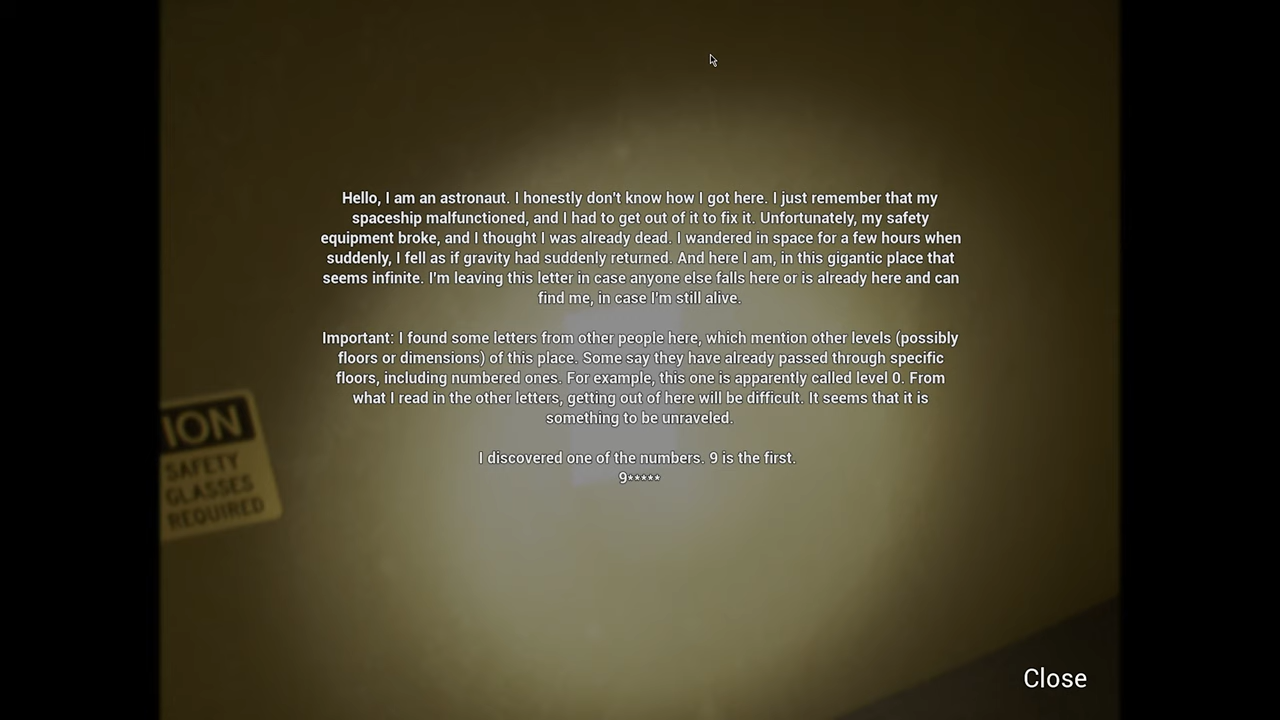 Hello, I am an astronaut. I honestly don't know how I got here. I just remember that my
spaceship malfunctioned, and I had to get out of it to fix it. Unfortunately, my safety
equipment broke, and I thought I was already dead. I wandered in space for a few hours when
suddenly, I fell as if gravity had suddenly returned. And here I am, in this gigantic place that
seems infinite. I'm leaving this letter in case anyone else falls here or is already here and can
find me, in case I'm still alive.
Important: I found some letters from other people here, which mention other levels (possibly
floors or dimensions) of this place. Some say they have already passed through specific
floors, including numbered ones. For example, this one is apparently called level 0. From
what I read in the other letters, getting out of here will be difficult. It seems that it is
something to be unraveled.
I discovered one of the numbers. 9 is the first.
9*****
ION
SAFETY
GLASSES
REQUIRED
Close